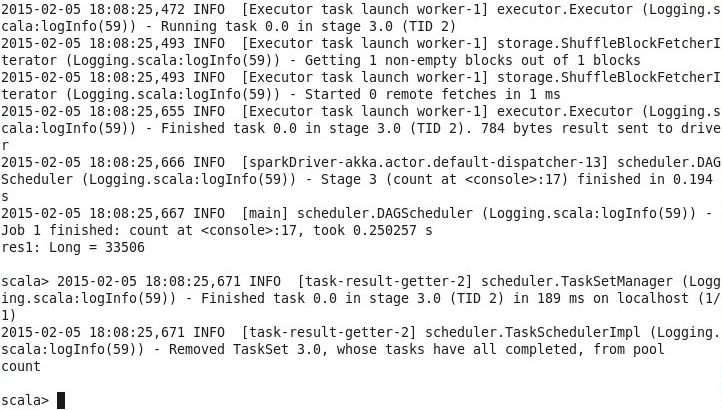 2015-02-05 18:08:25,472 INFO  [Executor task launch worker-1] executor.Executor (Logging.s
cala:logInfo(59)) - Running task 0.0 in stage 3.0 (TID 2)
2015-02-05 18:08:25,493 INFO  [Executor task launch worker-1] storage.ShuffleBlockFetcherI
terator (Logging.scala:logInfo(59)) - Getting 1 non-empty blocks out of 1 blocks
2015-02-05 18:08:25,493 INFO  [Executor task launch worker-1] storage.ShuffleBlockFetcherI
terator (Logging.scala:logInfo(59)) - Started 0 remote fetches in 1 ms
2015-02-05 18:08:25,655 INFO  [Executor task launch worker-1] executor.Executor (Logging.s
cala:logInfo(59)) - Finished task 0.0 in stage 3.0 (TID 2). 784 bytes result sent to drive
r
2015-02-05 18:08:25,666 INFO  [sparkDriver-akka.actor.default-dispatcher-13] scheduler.DAG
Scheduler (Logging.scala:logInfo(59)) - Stage 3 (count at <console>:17) finished in 0.194
s
2015-02-05 18:08:25,667 INFO  [main] scheduler.DAGScheduler (Logging.scala:logInfo(59)) -
Job 1 finished: count at <console>:17, took 0.250257 s
res1: Long = 33506

scala> 2015-02-05 18:08:25,671 INFO  [task-result-getter-2] scheduler.TaskSetManager (Logg
ing.scala:logInfo(59)) - Finished task 0.0 in stage 3.0 (TID 2) in 189 ms on localhost (1/
1)
2015-02-05 18:08:25,671 INFO  [task-result-getter-2] scheduler.TaskSchedulerImpl (Logging.
scala:logInfo(59)) - Removed TaskSet 3.0, whose tasks have all completed, from pool
count

scala>